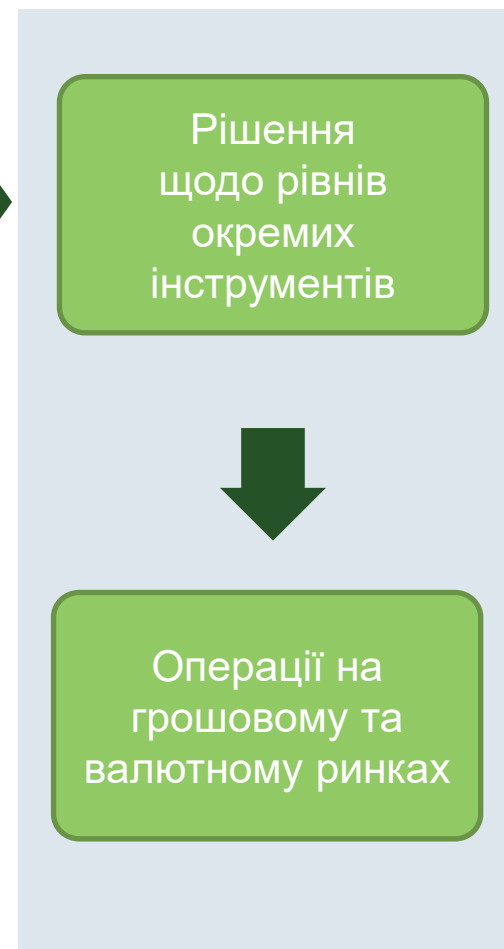 Рішення
щодо рівнів
окремих
інструментів
Операції на
грошовому та
валютному ринках